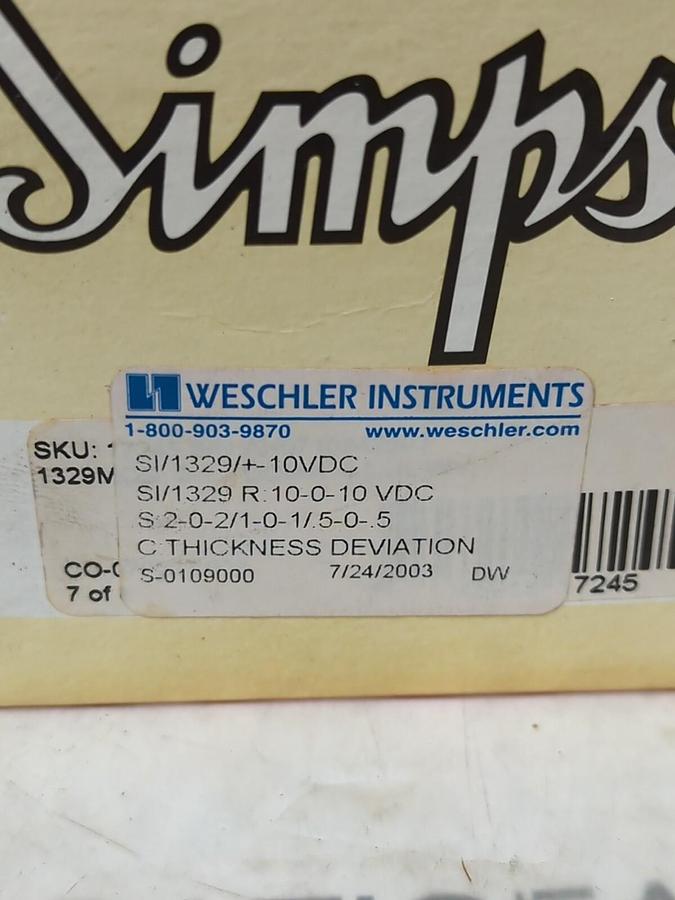 Simps
WESCHLER INSTRUMENTS
1-800-903-9870 www.weschler.com
SKU: 1
1329M
SI/1329/+-10VDC
SI/1329 R:10-0-10 VDC
S:2-0-2/1-0-1/.5-0-.5
C:THICKNESS DEVIATION
S-0109000 7/24/2003 DW
CO-0
7 of
7245